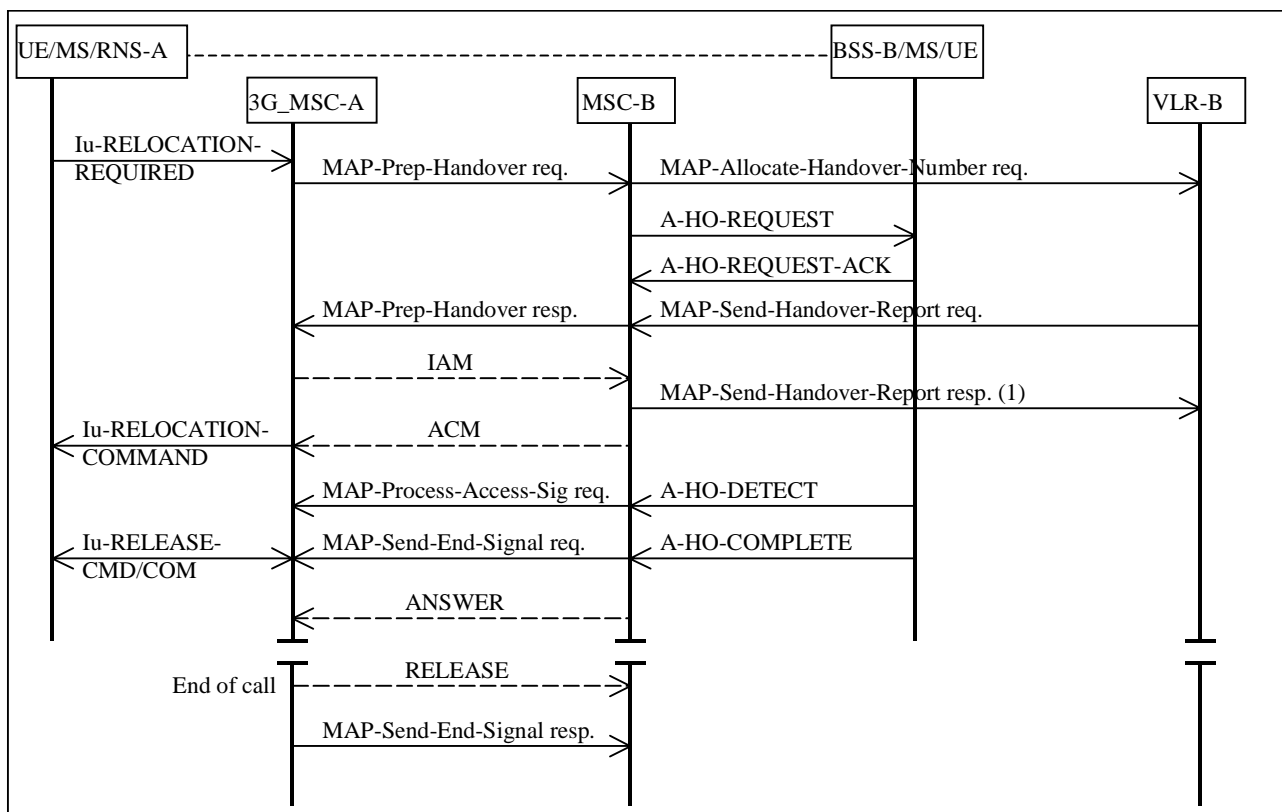 UE/MS/RNS-A
BSS-B/MS/UE
3G_MSC-A
MSC-B
VLR-B
Iu-RELOCATION-
REQUIRED
MAP-Prep-Handover req.
MAP-Allocate-Handover-Number req.
A-HO-REQUEST
A-HO-REQUEST-ACK
MAP-Prep-Handover resp.
MAP-Send-Handover-Report req.
IAM
MAP-Send-Handover-Report resp. (1)
Iu-RELOCATION-
COMMAND
ACM
MAP-Process-Access-Sig req.
A-HO-DETECT
Iu-RELEASE-
CMD/COM
MAP-Send-End-Signal req.
A-HO-COMPLETE
ANSWER
RELEASE
End of call
MAP-Send-End-Signal resp.